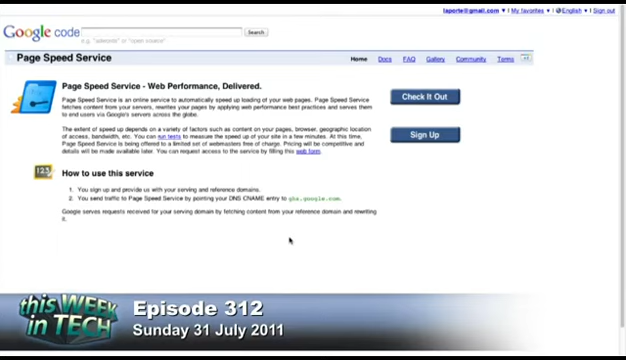 laporte@gmail.com ▼ | My favorites ▼ | English ▼ | Sign out
Google code
Search
e.g. "adwords" or "open source"
Page Speed Service
Home Docs FAQ Gallery Community Terms
Page Speed Service - Web Performance, Delivered.
Page Speed Service is an online service to automatically speed up loading of your web pages. Page Speed Service
fetches content from your servers, rewrites your pages by applying web performance best practices and serves them
to end users via Google's servers across the globe.
Check It Out
The extent of speed up depends on a variety of factors such as content on your pages, browser, geographic location
of access, bandwidth, etc. You can run tests to measure the speed up of your site in a few minutes. At this time,
Page Speed Service is being offered to a limited set of webmasters free of charge. Pricing will be competitive and
details will be made available later. You can request access to the service by filling this web form.
Sign Up
123
How to use this service
1. You sign up and provide us with your serving and reference domains.
2. You send traffic to Page Speed Service by pointing your DNS CNAME entry to ghs.google.com.
Google serves requests received for your serving domain by fetching content from your reference domain and rewriting
it.
this WEEK
in TECH
Episode 312
Sunday 31 July 2011